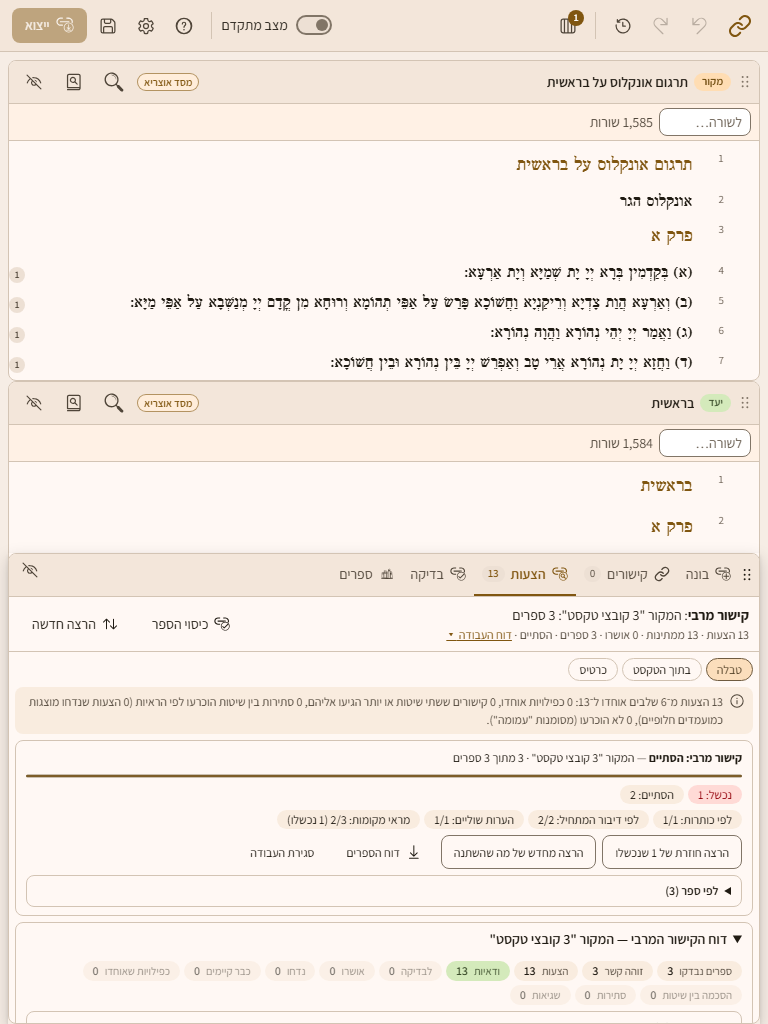 1 מצב מתקדם ייצוא
מקור תרגום אונקלוס על בראשית מסד אוצריא
לשורה... 1,585 שורות
1 תרגום אונקלוס על בראשית
2 אונקלוס הגר
3 פרק א
4 (א) בְּקַדְמִין בְּרָא יְיָ יָת שְׁמַיָּא וְיָת אַרְעָא: 1
5 (ב) וְאַרְעָא הֲוַת צָדְיָא וְרֵיקַנְיָא וַחֲשׁוֹכָא פָּרֵשׂ עַל אַפֵּי תְהוֹמָא וְרוּחָא מִן קֳדָם יְיָ מְנַשְּׁבָא עַל אַפֵּי מַיָּא: 1
6 (ג) וַאֲמַר יְיָ יְהֵי נְהוֹרָא וַהֲוָה נְהוֹרָא: 1
7 (ד) וַחֲזָא יְיָ יָת נְהוֹרָא אֲרֵי טָב וְאַפְרֵשׁ יְיָ בֵּין נְהוֹרָא וּבֵין חֲשׁוֹכָא: 1
יעד בראשית מסד אוצריא
לשורה... 1,584 שורות
1 בראשית
2 פרק א
בונה קישורים 0 הצעות 13 בדיקה ספרים
קישור מרבי: המקור "3 קובצי טקסט": 3 ספרים
13 הצעות · 13 ממתינות · 0 אושרו · 3 ספרים · הסתיים · דוח העבודה
כיסוי הספר הרצה חדשה
טבלה בתוך הטקסט כרטיס
13 הצעות מ־6 שלבים אוחדו ל־13: 0 כפילויות אוחדו, 0 קישורים ששתי שיטות או יותר הגיעו אליהם, 0 סתירות בין שיטות הוכרעו לפי הראיות (0 הצעות שנדחו מוצגות
כמועמדים חלופיים), 0 לא הוכרעו (מסומנות "עמומה").
קישור מרבי: הסתיים — המקור "3 קובצי טקסט" · 3 מתוך 3 ספרים
נכשל: 1 הסתיים: 2
לפי כותרות: 1/1 לפי דיבור המתחיל: 2/2 הערות שוליים: 1/1 מראי מקומות: 2/3 (1 נכשלו)
הרצה חוזרת של 1 שנכשלו הרצה מחדש של מה שהשתנה דוח הספרים סגירת העבודה
לפי ספר (3)
דוח הקישור המרבי — המקור "3 קובצי טקסט"
ספרים נבדקו 3 זוהה קשר 3 הצעות 13 ודאיות 13 לבדיקה 0 אושרו 0 נדחו 0 כבר קיימים 0 כפילויות שאוחדו 0
הסכמה בין שיטות 0 סתירות 0 שגיאות 0